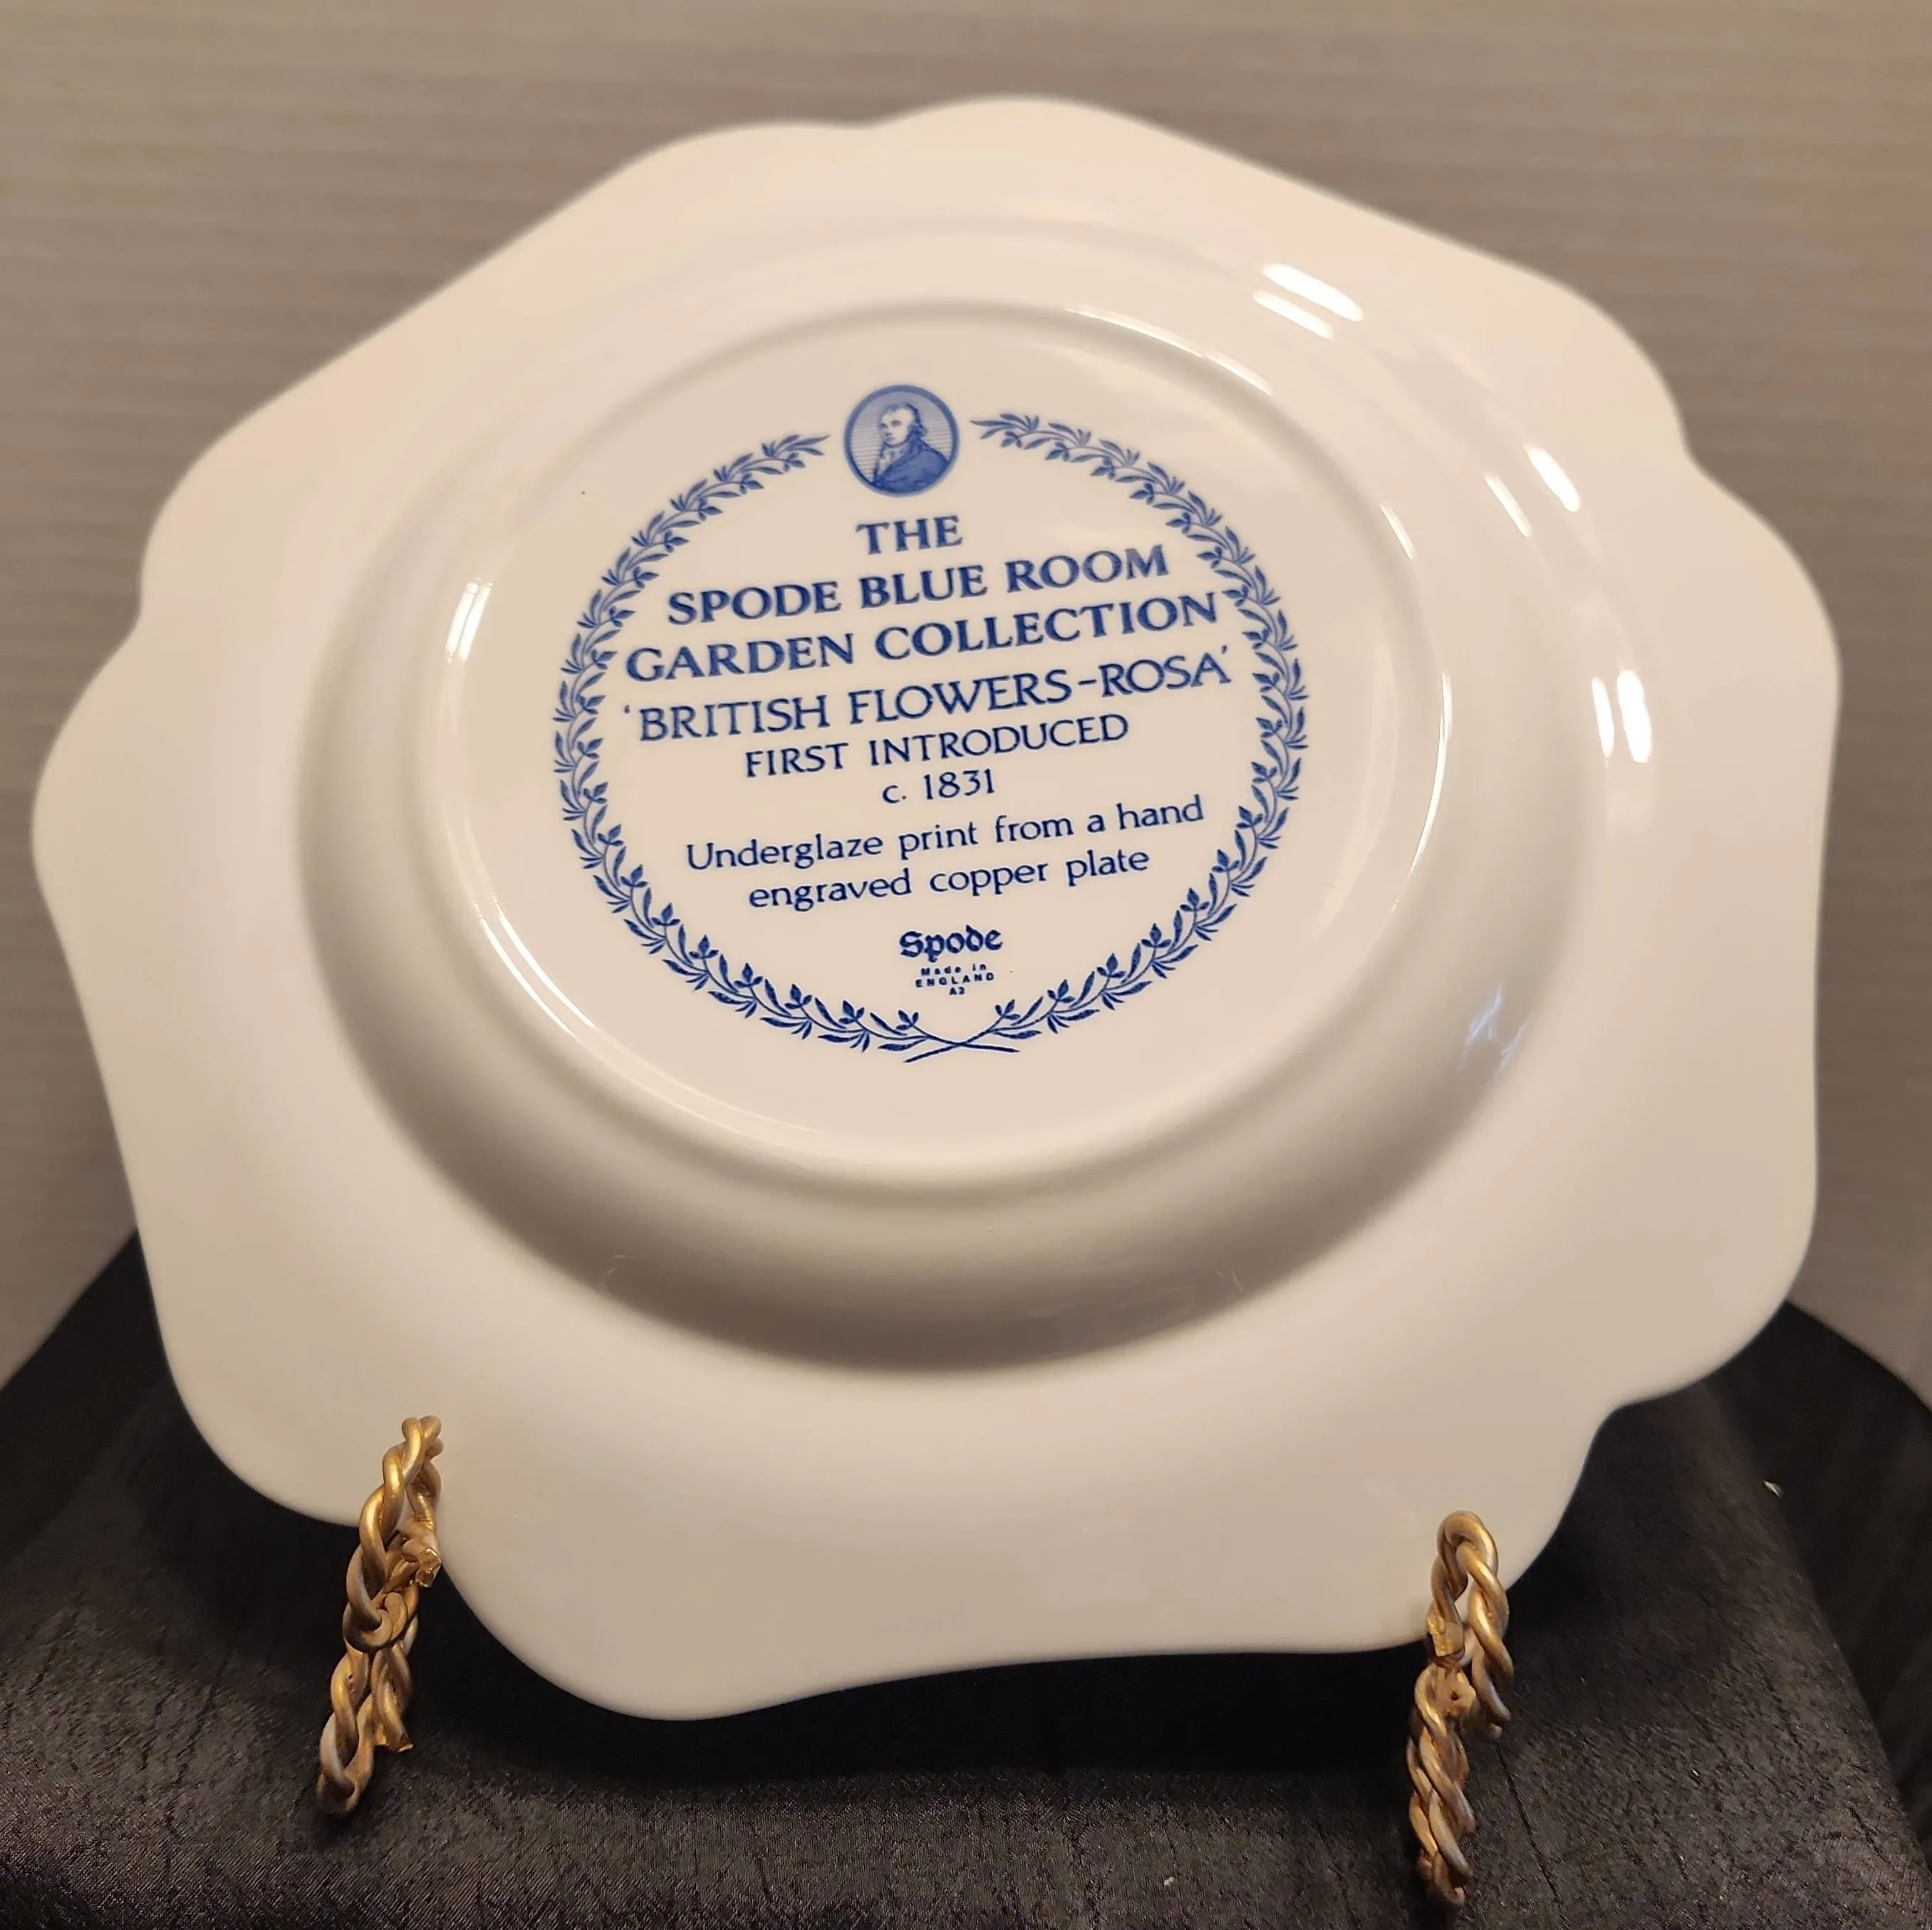 THE
SPODE BLUE ROOM
GARDEN COLLECTION
'BRITISH FLOWERS-ROSA'
FIRST INTRODUCED
c. 1831
Underglaze print from a hand
engraved copper plate
Spode
Made in
ENGLAND
A2